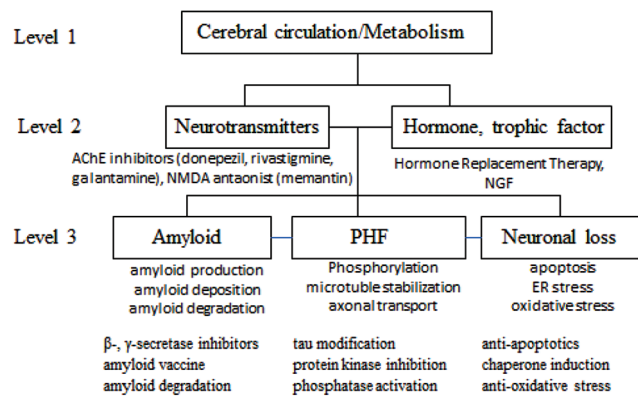 Level 1
Cerebral circulation/Metabolism
Level 2
Neurotransmitters
Hormone, trophic factor
AChE inhibitors (donepezil, rivastigmine,
galantamine), NMDA antaonist (memantin)
Hormone Replacement Therapy,
NGF
Level 3
Amyloid
PHF
Neuronal loss
amyloid production
amyloid deposition
amyloid degradation
Phosphorylation
microtuble stabilization
axonal transport
apoptosis
ER stress
oxidative stress
β-, γ-secretase inhibitors
amyloid vaccine
amyloid degradation
tau modification
protein kinase inhibition
phosphatase activation
anti-apoptotics
chaperone induction
anti-oxidative stress